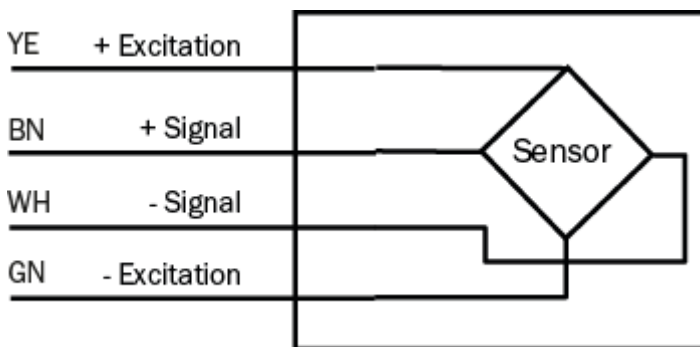 YE + Excitation
BN + Signal
Sensor
WH - Signal
GN - Excitation